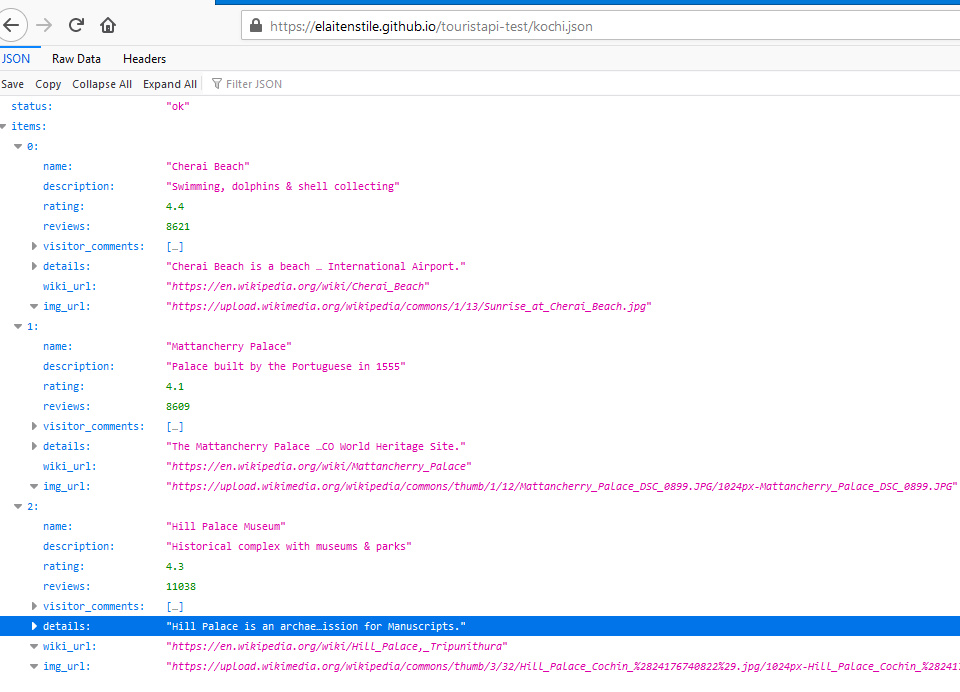 https://elaitenstile.github.io/touristapi-test/kochi.json
JSON Raw Data Headers
Save Copy Collapse All Expand All Filter JSON
status: "ok"
items:
0:
name: "Cherai Beach"
description: "Swimming, dolphins & shell collecting"
rating: 4.4
reviews: 8621
visitor_comments: […]
details: "Cherai Beach is a beach … International Airport."
wiki_url: "https://en.wikipedia.org/wiki/Cherai_Beach"
img_url: "https://upload.wikimedia.org/wikipedia/commons/1/13/Sunrise_at_Cherai_Beach.jpg"
1:
name: "Mattancherry Palace"
description: "Palace built by the Portuguese in 1555"
rating: 4.1
reviews: 8609
visitor_comments: […]
details: "The Mattancherry Palace …CO World Heritage Site."
wiki_url: "https://en.wikipedia.org/wiki/Mattancherry_Palace"
img_url: "https://upload.wikimedia.org/wikipedia/commons/thumb/1/12/Mattancherry_Palace_DSC_0899.JPG/1024px-Mattancherry_Palace_DSC_0899.JPG"
2:
name: "Hill Palace Museum"
description: "Historical complex with museums & parks"
rating: 4.3
reviews: 11038
visitor_comments: […]
details: "Hill Palace is an archae…ission for Manuscripts."
wiki_url: "https://en.wikipedia.org/wiki/Hill_Palace,_Tripunithura"
img_url: "https://upload.wikimedia.org/wikipedia/commons/thumb/3/32/Hill_Palace_Cochin_%2824176740822%29.jpg/1024px-Hill_Palace_Cochin_%28241